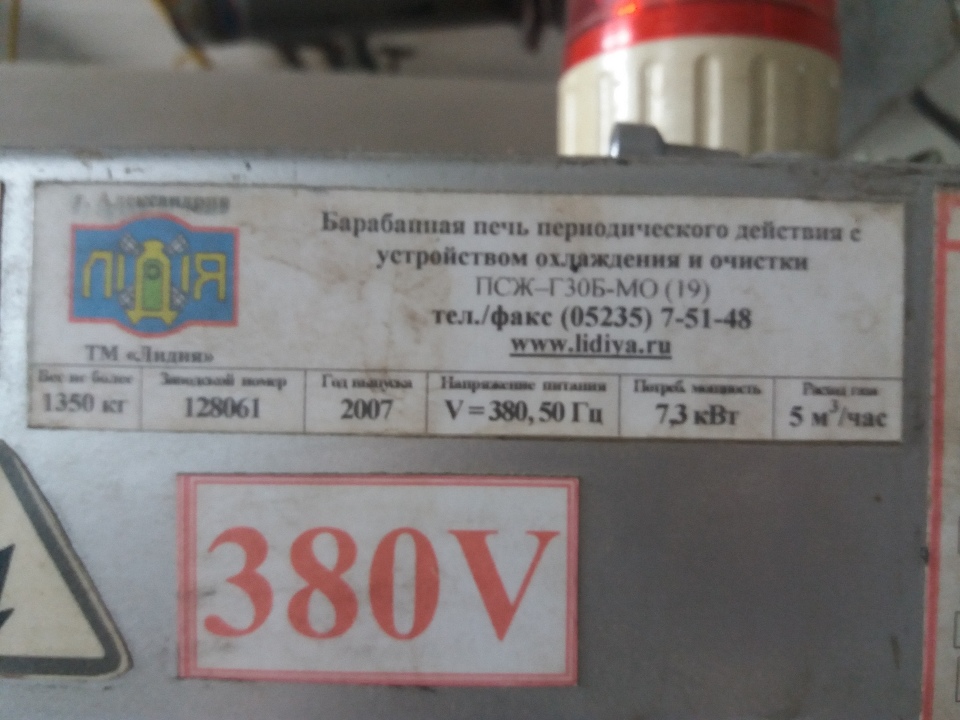 г. Александрия
ЛІДІЯ
ТМ «Лидия»
Барабанная печь периодического действия с
устройством охлаждения и очистки
ПСЖ–Г30Б-МО (19)
тел./факс (05235) 7-51-48
www.lidiya.ru
Вес не более Заводской номер Год выпуска Напряжение питания Потреб. мощность Расход газа
1350 кг 128061 2007 V = 380, 50 Гц 7,3 кВт 5 м³/час
380V